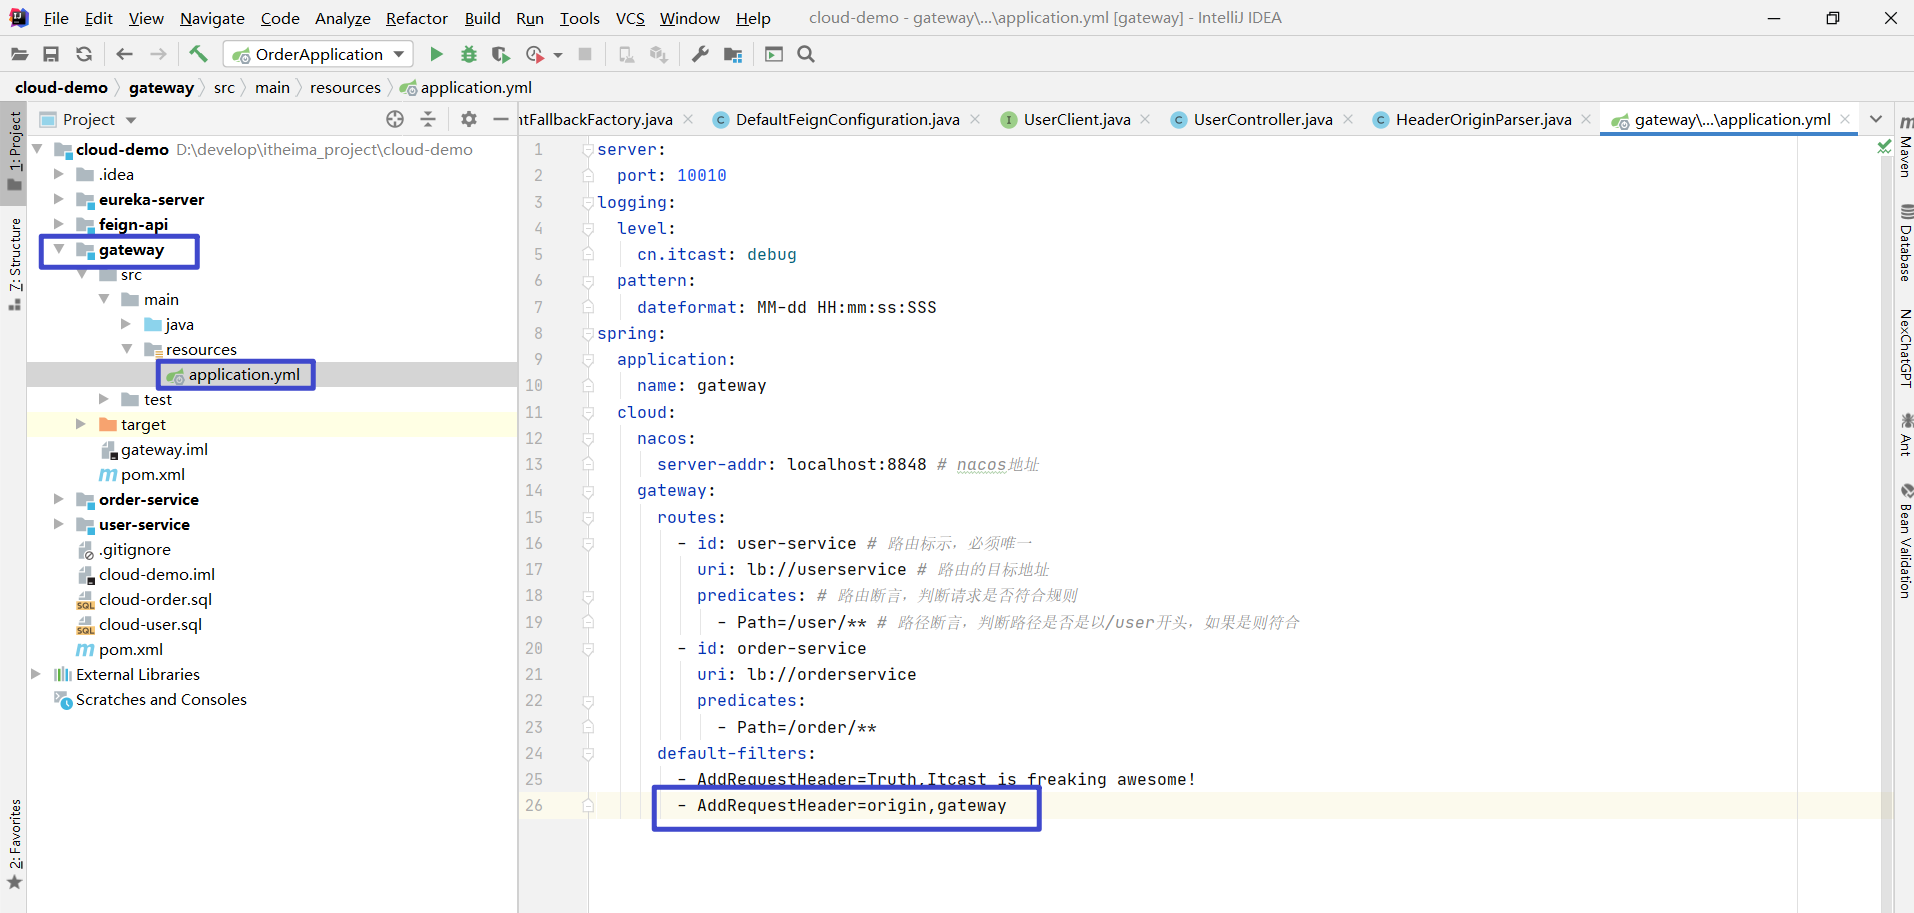 File Edit View Navigate Code Analyze Refactor Build Run Tools VCS Window Help cloud-demo - gateway\...\application.yml [gateway] - IntelliJ IDEA
OrderApplication
cloud-demo gateway src main resources application.yml
Project
ntFallbackFactory.java DefaultFeignConfiguration.java UserClient.java UserController.java HeaderOriginParser.java gateway\...\application.yml
1: Project
7: Structure
2: Favorites
cloud-demo D:\develop\itheima_project\cloud-demo
.idea
eureka-server
feign-api
gateway
src
main
java
resources
application.yml
test
target
gateway.iml
pom.xml
order-service
user-service
.gitignore
cloud-demo.iml
cloud-order.sql
cloud-user.sql
pom.xml
External Libraries
Scratches and Consoles
1 server:
2 port: 10010
3 logging:
4 level:
5 cn.itcast: debug
6 pattern:
7 dateformat: MM-dd HH:mm:ss:SSS
8 spring:
9 application:
10 name: gateway
11 cloud:
12 nacos:
13 server-addr: localhost:8848 # nacos地址
14 gateway:
15 routes:
16 - id: user-service # 路由标示，必须唯一
17 uri: lb://userservice # 路由的目标地址
18 predicates: # 路由断言，判断请求是否符合规则
19 - Path=/user/** # 路径断言，判断路径是否是以/user开头，如果是则符合
20 - id: order-service
21 uri: lb://orderservice
22 predicates:
23 - Path=/order/**
24 default-filters:
25 - AddRequestHeader=Truth,Itcast is freaking awesome!
26 - AddRequestHeader=origin,gateway
Maven
Database
NexChatGPT
Ant
Bean Validation